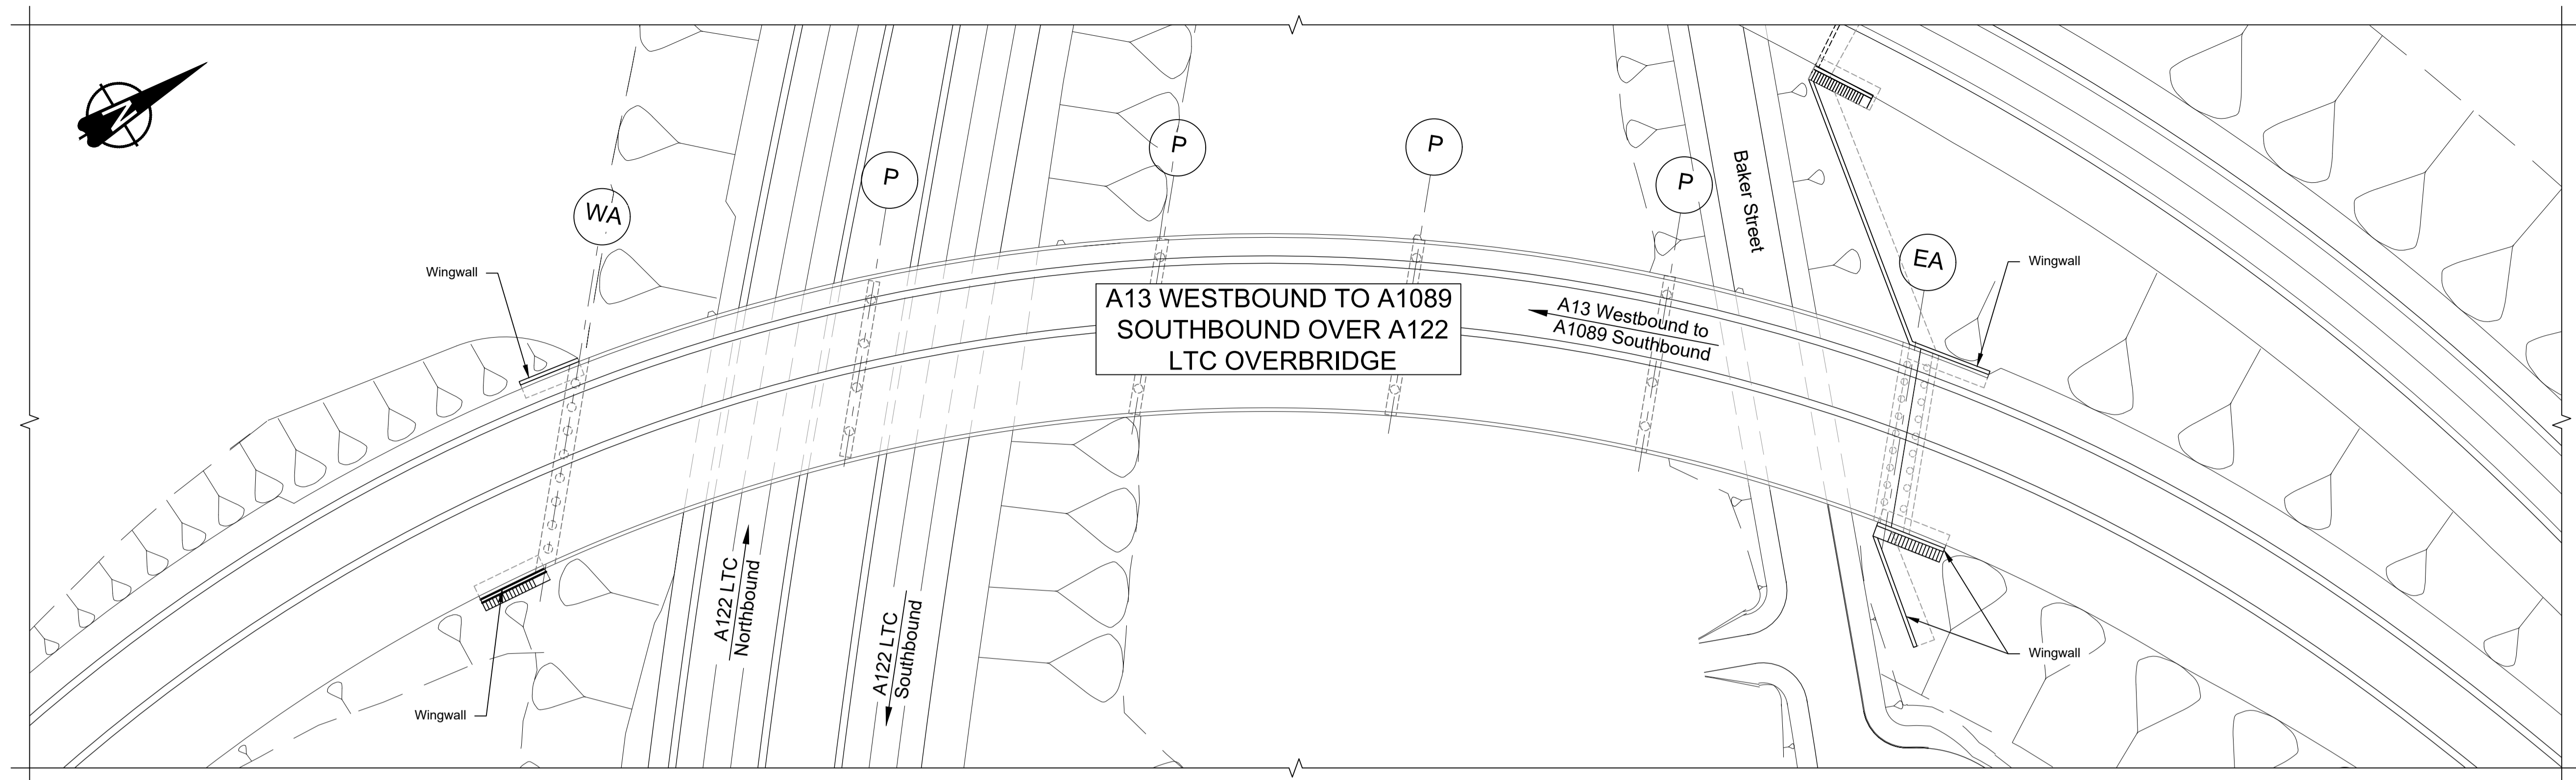 N
P
P
P
P
WA
EA
Baker Street
Wingwall
Wingwall
A13 WESTBOUND TO A1089
SOUTHBOUND OVER A122
LTC OVERBRIDGE
A13 Westbound to
A1089 Southbound
A122 LTC
Northbound
A122 LTC
Southbound
Wingwall
Wingwall